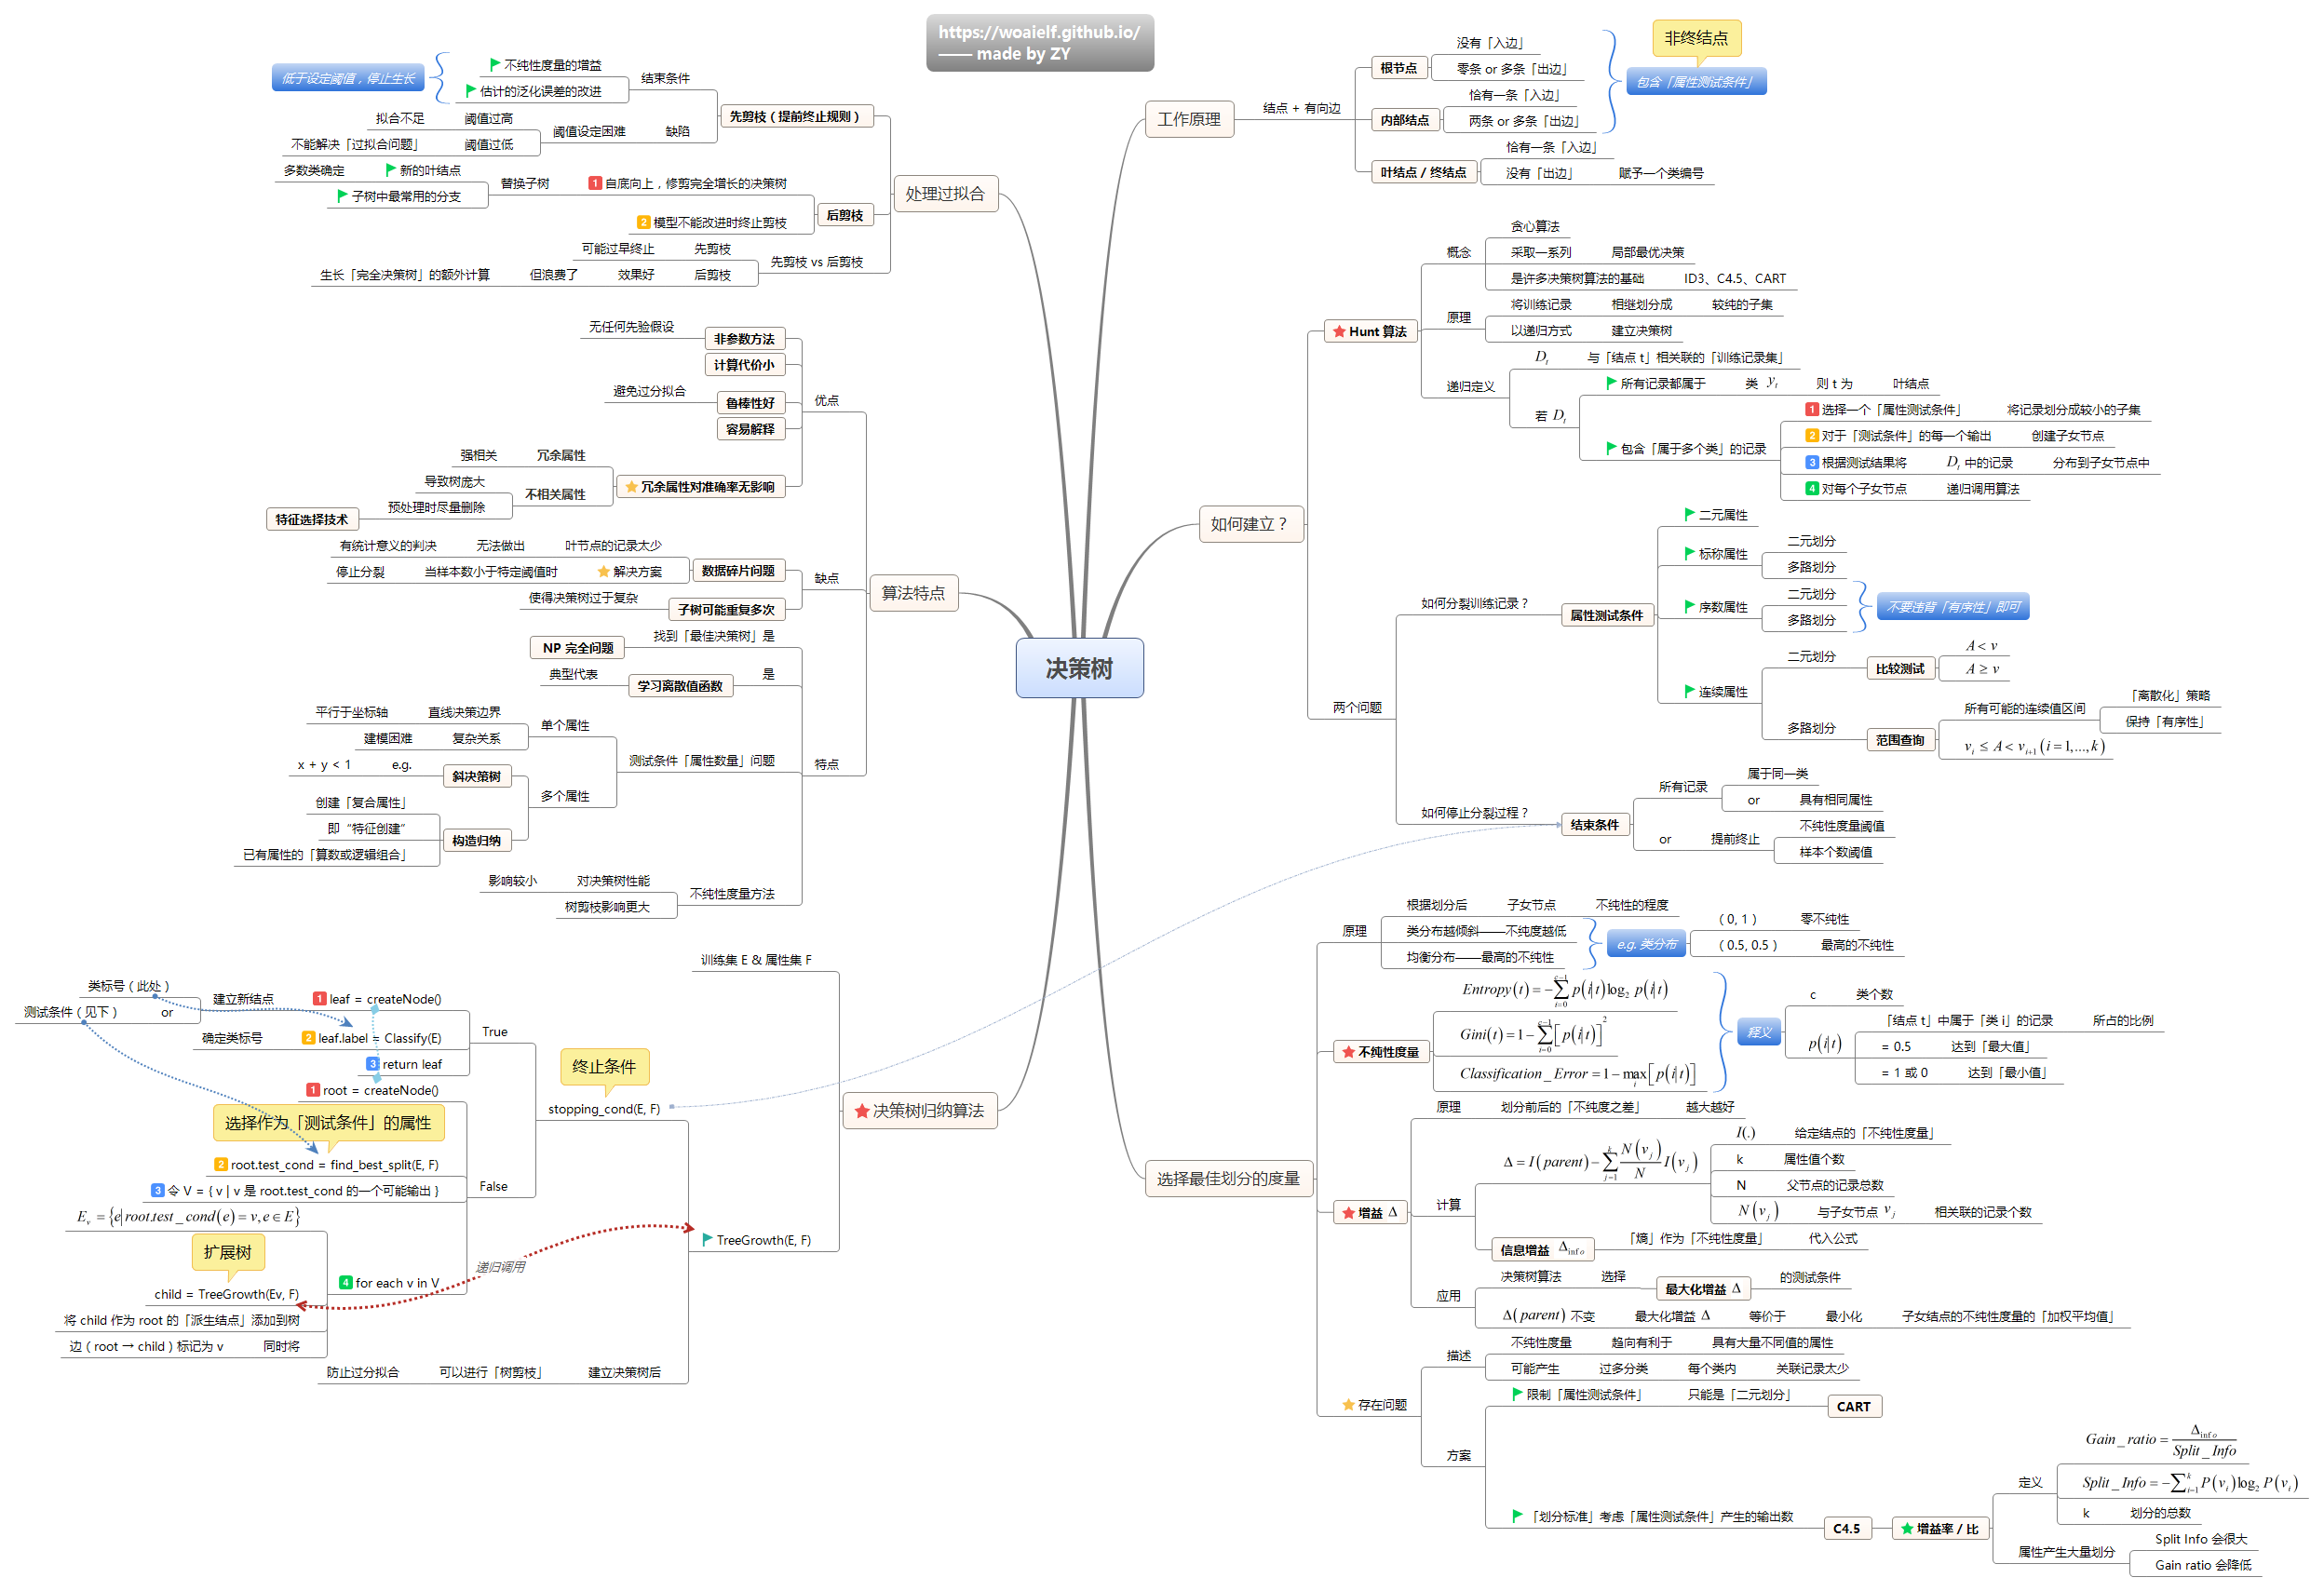 https://woaielf.github.io/
—— made by ZY
决策树
工作原理
结点 + 有向边
根节点
没有「入边」
零条 or 多条「出边」
内部结点
恰有一条「入边」
两条 or 多条「出边」
非终结点
包含「属性测试条件」
叶结点 / 终结点
恰有一条「入边」
没有「出边」 赋予一个类编号
如何建立？
Hunt 算法
概念
贪心算法
采取一系列 局部最优决策
是许多决策树算法的基础 ID3、C4.5、CART
原理
将训练记录 相继划分成 较纯的子集
以递归方式 建立决策树
递归定义
D_t 与「结点 t」相关联的「训练记录集」
若 D_t
所有记录都属于 类 y_t 则 t 为 叶结点
包含「属于多个类」的记录
1 选择一个「属性测试条件」 将记录划分成较小的子集
2 对于「测试条件」的每一个输出 创建子女节点
3 根据测试结果将 D_t 中的记录 分布到子女节点中
4 对每个子女节点 递归调用算法
两个问题
如何分裂训练记录？
属性测试条件
二元属性
标称属性
二元划分
多路划分
序数属性
二元划分
多路划分
不要违背「有序性」即可
连续属性
二元划分
比较测试
A < v
A ≥ v
多路划分
范围查询
所有可能的连续值区间
「离散化」策略
保持「有序性」
v_i ≤ A < v_{i+1} (i = 1,...,k)
如何停止分裂过程？
结束条件
所有记录
属于同一类
or 具有相同属性
or 提前终止
不纯性度量阈值
样本个数阈值
选择最佳划分的度量
原理
根据划分后 子女节点 不纯性的程度
类分布越倾斜——不纯度越低
均衡分布——最高的不纯性
e.g. 类分布
（0, 1） 零不纯性
（0.5, 0.5） 最高的不纯性
不纯性度量
Entropy(t) = −∑_{i=0}^{c−1} p(i|t) log₂ p(i|t)
Gini(t) = 1 − ∑_{i=0}^{c−1} [p(i|t)]²
Classification_Error = 1 − max_i [p(i|t)]
释义
c 类个数
p(i|t)
「结点 t」中属于「类 i」的记录 所占的比例
= 0.5 达到「最大值」
= 1 或 0 达到「最小值」
增益 Δ
原理 划分前后的「不纯度之差」 越大越好
计算
Δ = I(parent) − ∑_{j=1}^{k} N(v_j)/N I(v_j)
I(.) 给定结点的「不纯性度量」
k 属性值个数
N 父节点的记录总数
N(v_j) 与子女节点 v_j 相关联的记录个数
信息增益 Δ_info 「熵」作为「不纯性度量」 代入公式
应用
决策树算法 选择 最大化增益 Δ 的测试条件
Δ(parent) 不变 最大化增益 Δ 等价于 最小化 子女结点的不纯性度量的「加权平均值」
存在问题
描述
不纯性度量 趋向有利于 具有大量不同值的属性
可能产生 过多分类 每个类内 关联记录太少
方案
限制「属性测试条件」 只能是「二元划分」 CART
「划分标准」考虑「属性测试条件」产生的输出数 C4.5 增益率 / 比
定义
Gain_ratio = Δ_info / Split_Info
Split_Info = −∑_{i=1}^{k} P(v_i) log₂ P(v_i)
k 划分的总数
属性产生大量划分
Split Info 会很大
Gain ratio 会降低
处理过拟合
先剪枝（提前终止规则）
结束条件
不纯性度量的增益
估计的泛化误差的改进
低于设定阈值，停止生长
缺陷 阈值设定困难
阈值过高 拟合不足
阈值过低 不能解决「过拟合问题」
后剪枝
1 自底向上，修剪完全增长的决策树
替换子树
新的叶结点 多数类确定
子树中最常用的分支
2 模型不能改进时终止剪枝
先剪枝 vs 后剪枝
先剪枝 可能过早终止
后剪枝 效果好 但浪费了 生长「完全决策树」的额外计算
算法特点
优点
非参数方法 无任何先验假设
计算代价小
鲁棒性好 避免过分拟合
容易解释
冗余属性对准确率无影响
冗余属性 强相关
不相关属性
导致树庞大
预处理时尽量删除 特征选择技术
缺点
数据碎片问题
叶节点的记录太少 无法做出 有统计意义的判决
解决方案 当样本数小于特定阈值时 停止分裂
子树可能重复多次 使得决策树过于复杂
特点
找到「最佳决策树」是 NP 完全问题
是 学习离散值函数 典型代表
测试条件「属性数量」问题
单个属性
直线决策边界 平行于坐标轴
复杂关系 建模困难
多个属性
斜决策树 e.g. x + y < 1
构造归纳
创建「复合属性」
即“特征创建”
已有属性的「算数或逻辑组合」
不纯性度量方法
对决策树性能 影响较小
树剪枝影响更大
决策树归纳算法
训练集 E & 属性集 F
TreeGrowth(E, F)
终止条件
stopping_cond(E, F)
True
1 leaf = createNode()
建立新结点
类标号（此处）
or 测试条件（见下）
2 leaf.label = Classify(E)
确定类标号
3 return leaf
False
1 root = createNode()
选择作为「测试条件」的属性
2 root.test_cond = find_best_split(E, F)
3 令 V = { v | v 是 root.test_cond 的一个可能输出 }
4 for each v in V
E_v = {e|root.test_cond(e) = v, e ∈ E}
扩展树
child = TreeGrowth(Ev, F)
递归调用
将 child 作为 root 的「派生结点」添加到树
同时将 边（root → child）标记为 v
建立决策树后 可以进行「树剪枝」 防止过分拟合